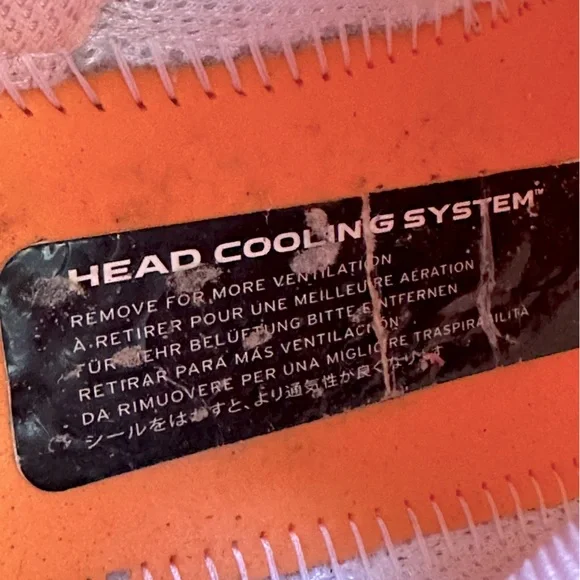 HEAD COOLING SYSTEM™
REMOVE FOR MORE VENTILATION
À RETIRER POUR UNE MEILLEURE AÉRATION
FÜR MEHR BELÜFTUNG BITTE ENTFERNEN
RETIRAR PARA MÁS VENTILACIÓN
DA RIMUOVERE PER UNA MIGLIORE TRASPIRABILITÀ
シールをはがすと、より通気性が良くなります